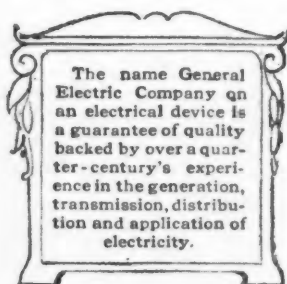 The name General
Electric Company on
an electrical device is
a guarantee of quality
backed by over a quar-
ter-century's experi-
ence in the generation,
transmission, distribu-
tion and application of
electricity.